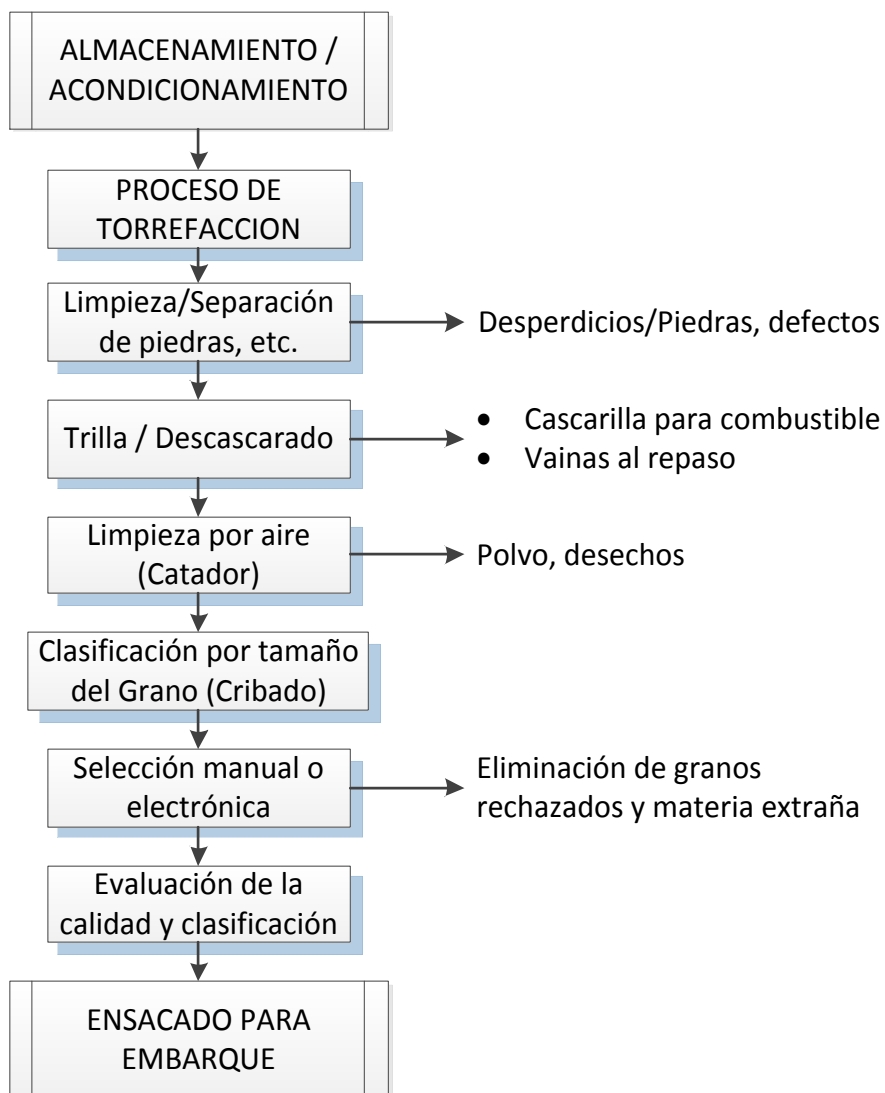 ALMACENAMIENTO /
ACONDICIONAMIENTO
PROCESO DE
TORREFACCION
Limpieza/Separación
de piedras, etc.
Desperdicios/Piedras, defectos
Trilla / Descascarado
• Cascarilla para combustible
• Vainas al repaso
Limpieza por aire
(Catador)
Polvo, desechos
Clasificación por tamaño
del Grano (Cribado)
Selección manual o
electrónica
Eliminación de granos
rechazados y materia extraña
Evaluación de la
calidad y clasificación
ENSACADO PARA
EMBARQUE